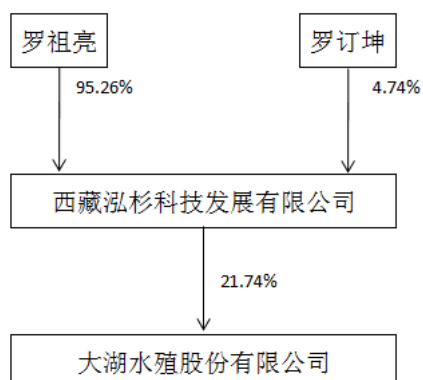 罗祖亮
罗订坤
95.26%
4.74%
西藏泓杉科技发展有限公司
21.74%
大湖水殖股份有限公司